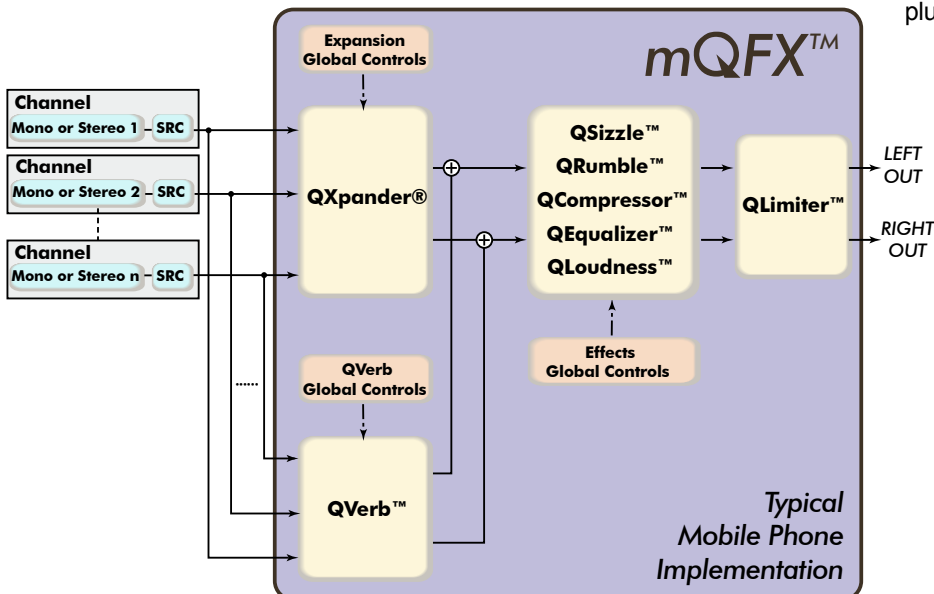 plu
Expansion
Global Controls
mQFX™
Channel
Mono or Stereo 1
SRC
Channel
Mono or Stereo 2
SRC
Channel
Mono or Stereo n
SRC
QXpander®
QSizzle™
QRumble™
QCompressor™
QEqualizer™
QLoudness™
QLimiter™
LEFT
OUT
RIGHT
OUT
Effects
Global Controls
QVerb
Global Controls
QVerb™
Typical
Mobile Phone
Implementation